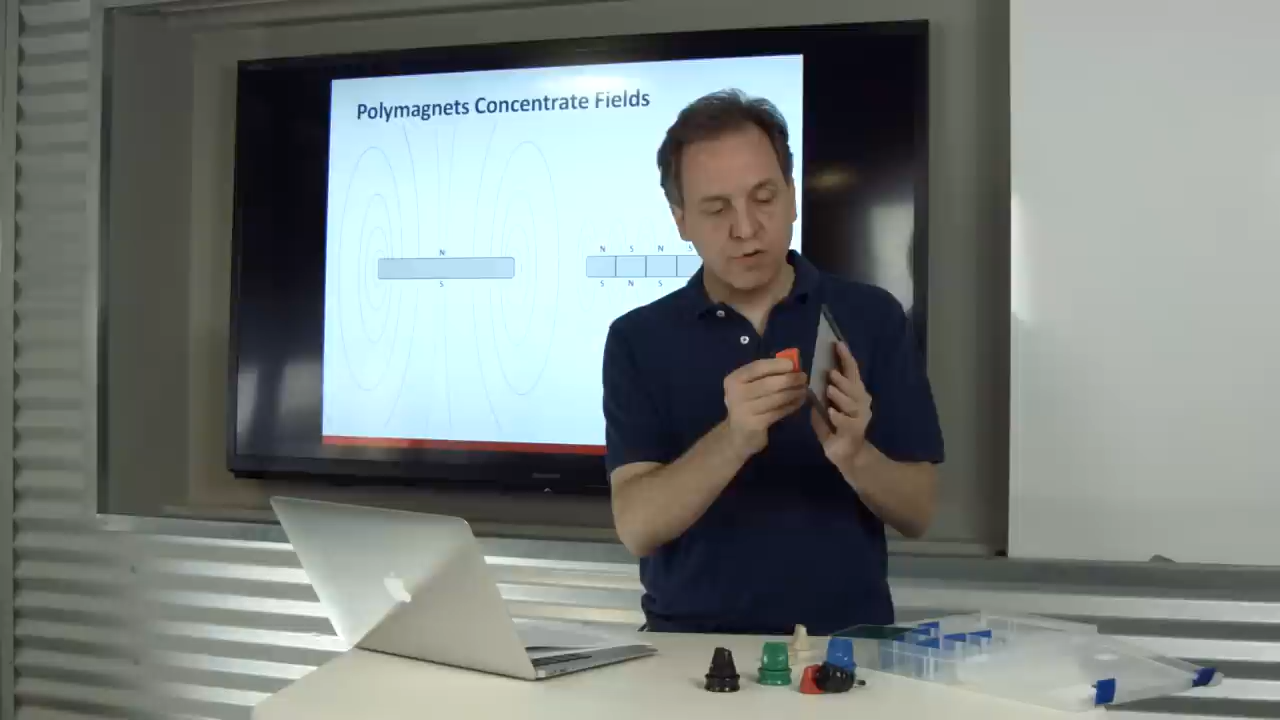 Polymagnets Concentrate Fields
N
S
N S N S
S N S